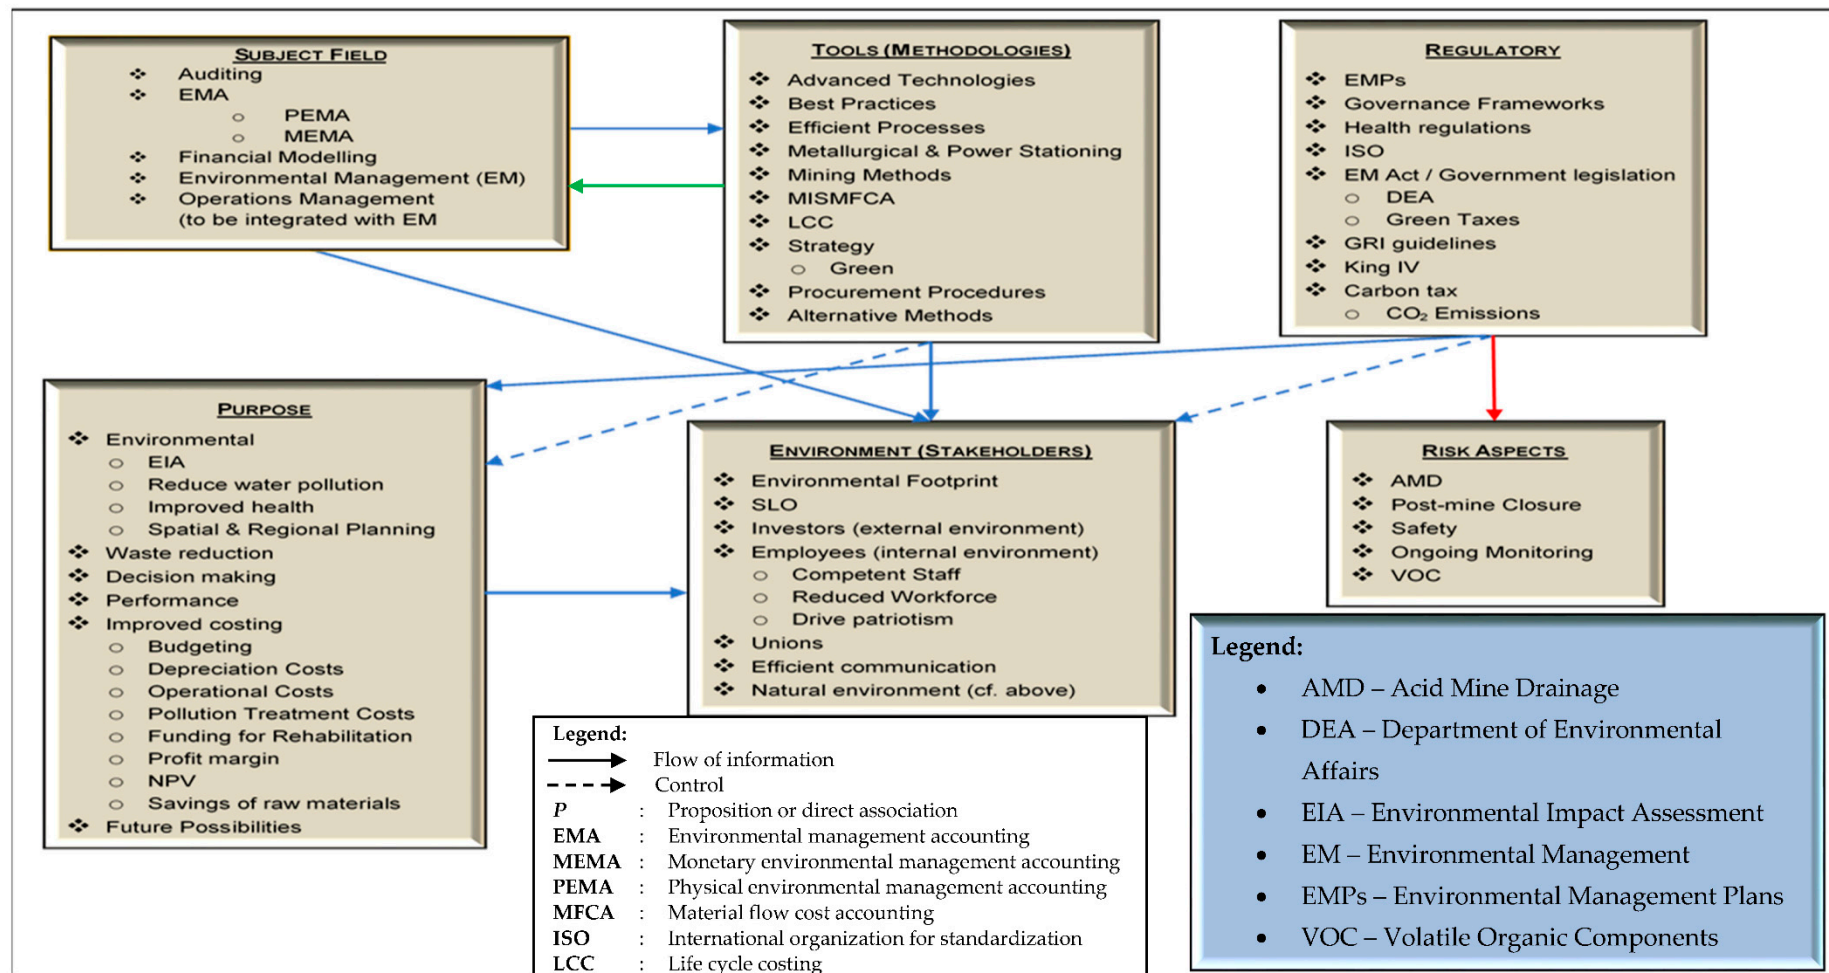 SUBJECT FIELD
❖ Auditing
❖ EMA
○ PEMA
○ MEMA
❖ Financial Modelling
❖ Environmental Management (EM)
❖ Operations Management
(to be integrated with EM
TOOLS (METHODOLOGIES)
❖ Advanced Technologies
❖ Best Practices
❖ Efficient Processes
❖ Metallurgical & Power Stationing
❖ Mining Methods
❖ MISMFCA
❖ LCC
❖ Strategy
○ Green
❖ Procurement Procedures
❖ Alternative Methods
REGULATORY
❖ EMPs
❖ Governance Frameworks
❖ Health regulations
❖ ISO
❖ EM Act / Government legislation
○ DEA
○ Green Taxes
❖ GRI guidelines
❖ King IV
❖ Carbon tax
○ CO₂ Emissions
PURPOSE
❖ Environmental
○ EIA
○ Reduce water pollution
○ Improved health
○ Spatial & Regional Planning
❖ Waste reduction
❖ Decision making
❖ Performance
❖ Improved costing
○ Budgeting
○ Depreciation Costs
○ Operational Costs
○ Pollution Treatment Costs
○ Funding for Rehabilitation
○ Profit margin
○ NPV
○ Savings of raw materials
❖ Future Possibilities
ENVIRONMENT (STAKEHOLDERS)
❖ Environmental Footprint
❖ SLO
❖ Investors (external environment)
❖ Employees (internal environment)
○ Competent Staff
○ Reduced Workforce
○ Drive patriotism
❖ Unions
❖ Efficient communication
❖ Natural environment (cf. above)
RISK ASPECTS
❖ AMD
❖ Post-mine Closure
❖ Safety
❖ Ongoing Monitoring
❖ VOC
Legend:
Flow of information
Control
P : Proposition or direct association
EMA : Environmental management accounting
MEMA : Monetary environmental management accounting
PEMA : Physical environmental management accounting
MFCA : Material flow cost accounting
ISO : International organization for standardization
LCC : Life cycle costing
Legend:
• AMD – Acid Mine Drainage
• DEA – Department of Environmental
Affairs
• EIA – Environmental Impact Assessment
• EM – Environmental Management
• EMPs – Environmental Management Plans
• VOC – Volatile Organic Components